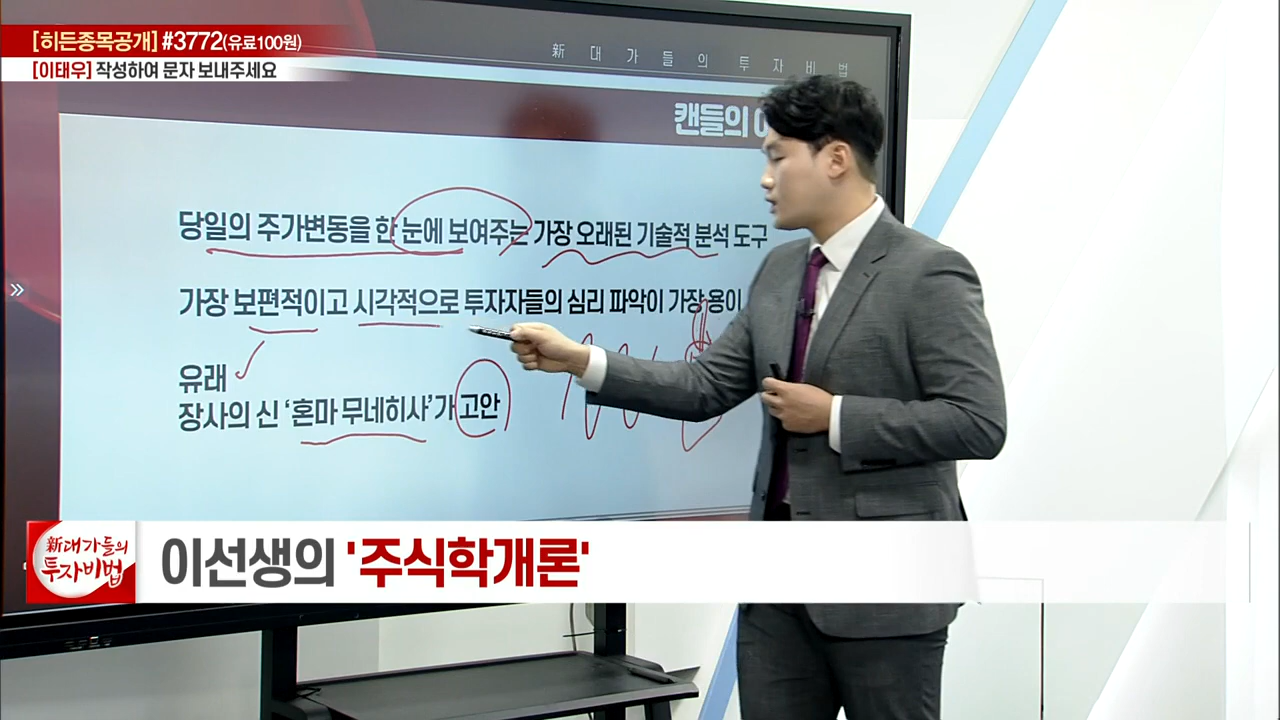 [히든종목공개] #3772(유료100원)
[이태우] 작성하여 문자 보내주세요
新 대 가 들 의 투 자 비 법
캔들의
당일의 주가변동을 한 눈에 보여주는 가장 오래된 기술적 분석 도구
가장 보편적이고 시각적으로 투자자들의 심리 파악이 가장 용이
유래
장사의 신 ‘혼마 무네히사’가 고안
新대가들의
투자비법
이선생의 '주식학개론'